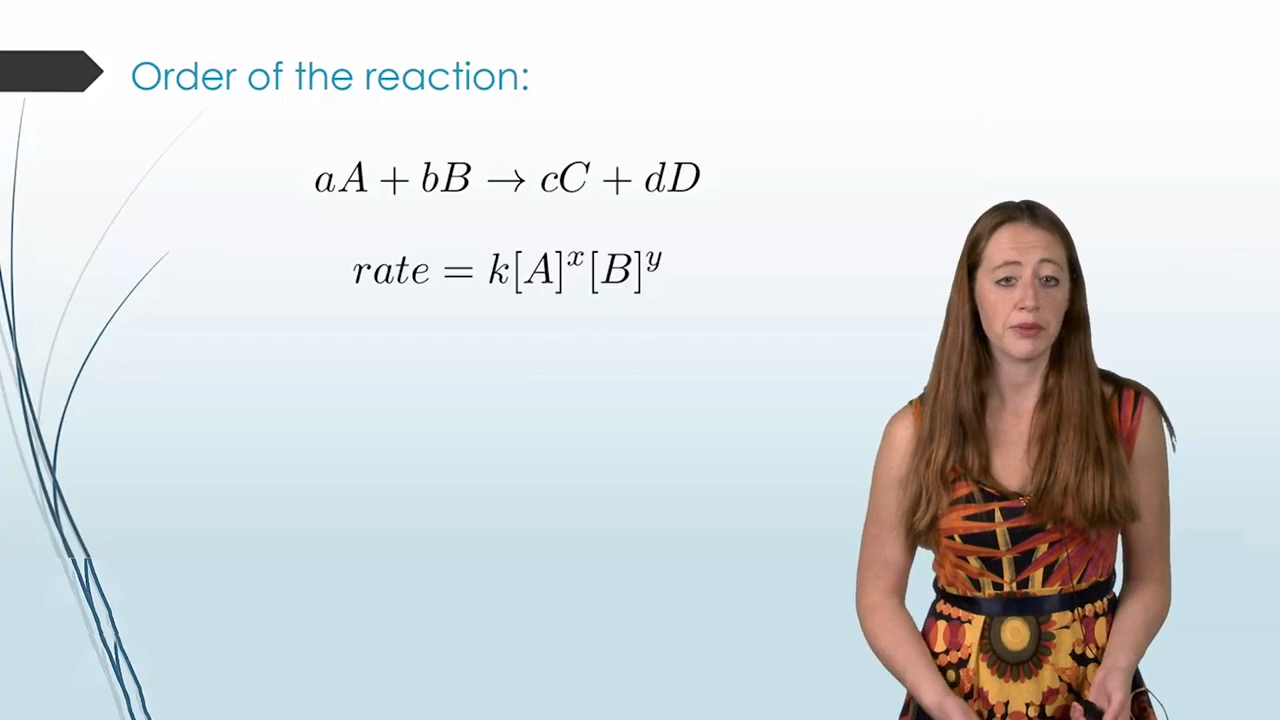 Order of the reaction:
aA + bB → cC + dD
rate = k[A]^x[B]^y